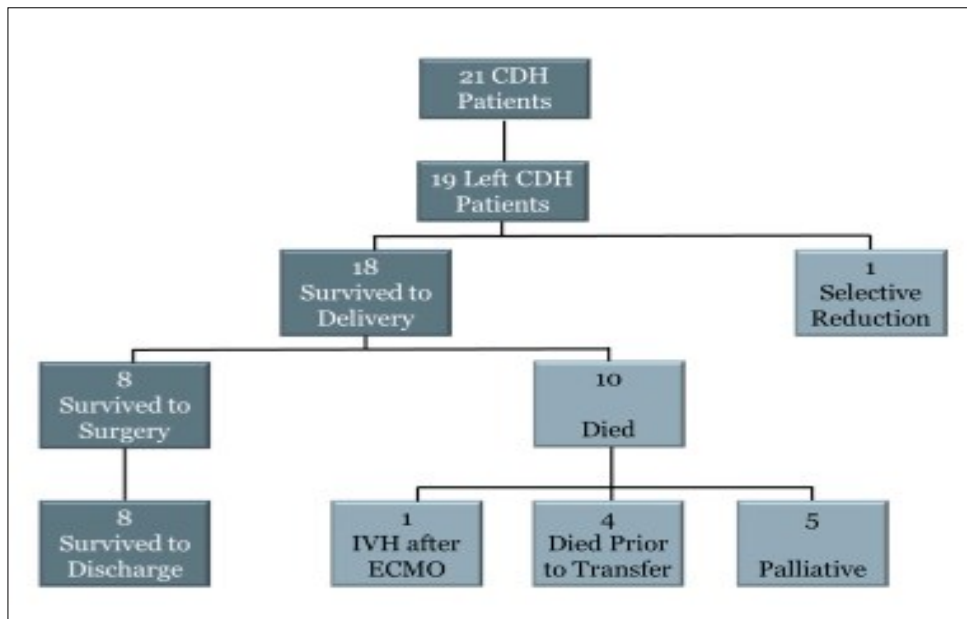 21 CDH
Patients
19 Left CDH
Patients
18
Survived to
Delivery
1
Selective
Reduction
8
Survived to
Surgery
10
Died
8
Survived to
Discharge
1
IVH after
ECMO
4
Died Prior
to Transfer
5
Palliative